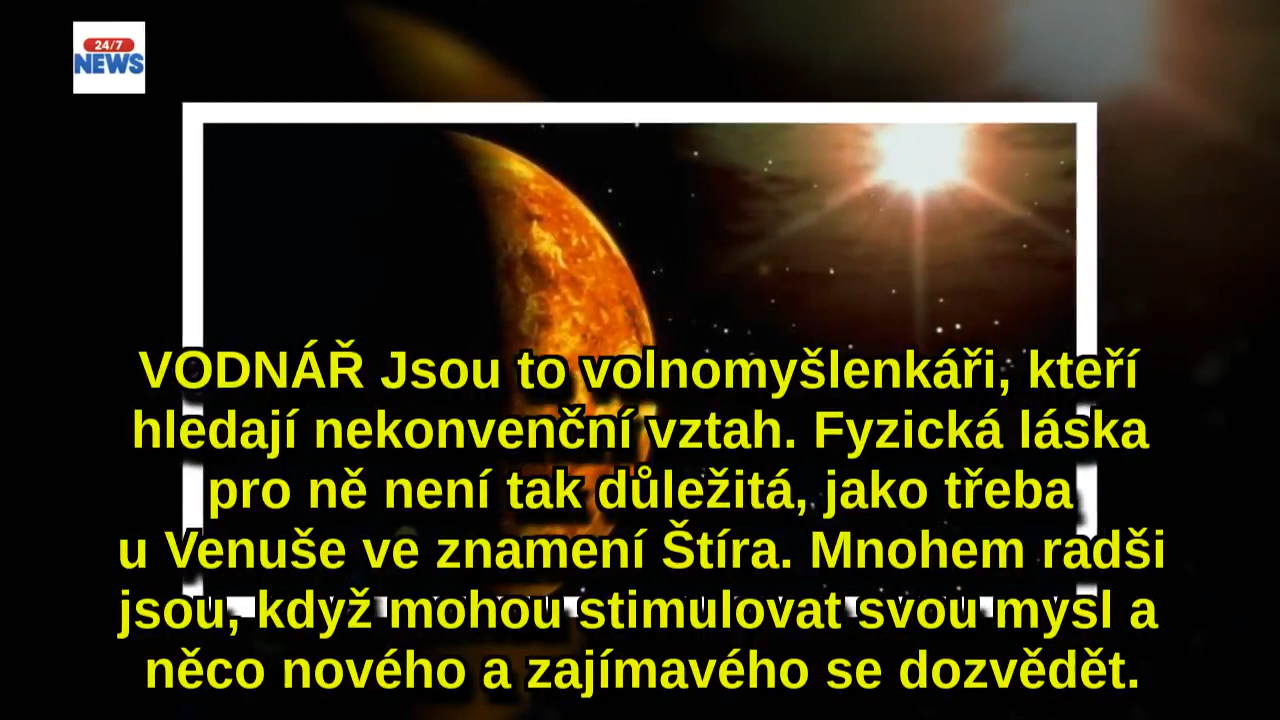 24/7
NEWS
VODNÁŘ Jsou to volnomyšlenkáři, kteří
hledají nekonvenční vztah. Fyzická láska
pro ně není tak důležitá, jako třeba
u Venuše ve znamení Štíra. Mnohem radši
jsou, když mohou stimulovat svou mysl a
něco nového a zajímavého se dozvědět.